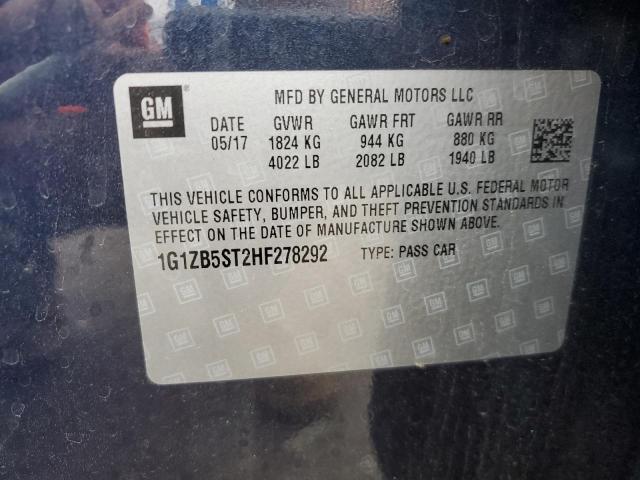 GM
MFD BY GENERAL MOTORS LLC
DATE GVWR GAWR FRT GAWR RR
05/17 1824 KG 944 KG 880 KG
4022 LB 2082 LB 1940 LB
THIS VEHICLE CONFORMS TO ALL APPLICABLE U.S. FEDERAL MOTOR
VEHICLE SAFETY, BUMPER, AND THEFT PREVENTION STANDARDS IN
EFFECT ON THE DATE OF MANUFACTURE SHOWN ABOVE.
1G1ZB5ST2HF278292 TYPE: PASS CAR